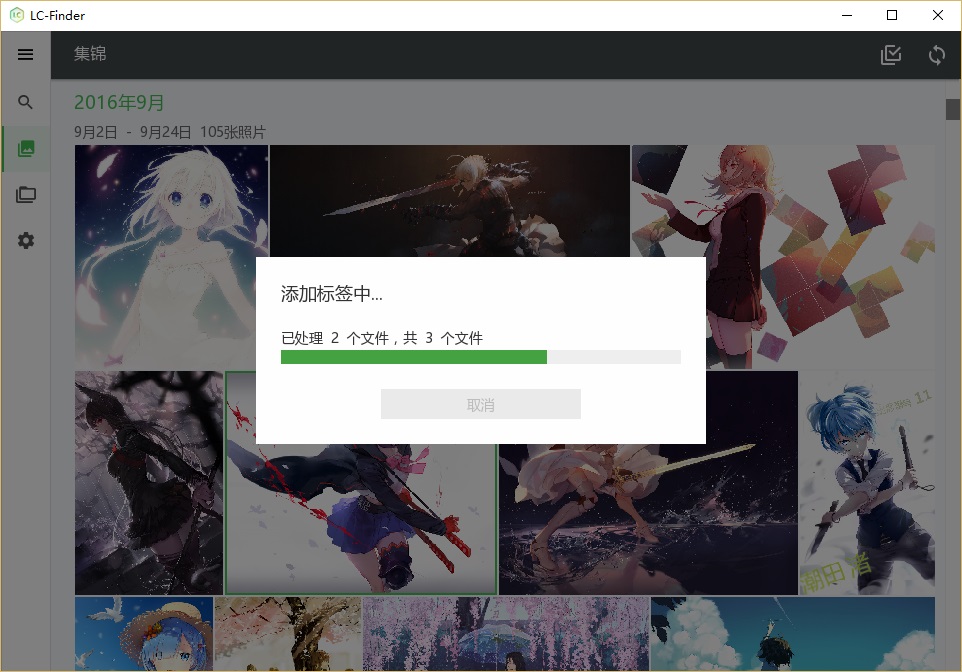 LC-Finder
集锦
2016年9月
9月2日 - 9月24日 105张照片
添加标签中...
已处理 2 个文件，共 3 个文件
取消
11
潮田 渚